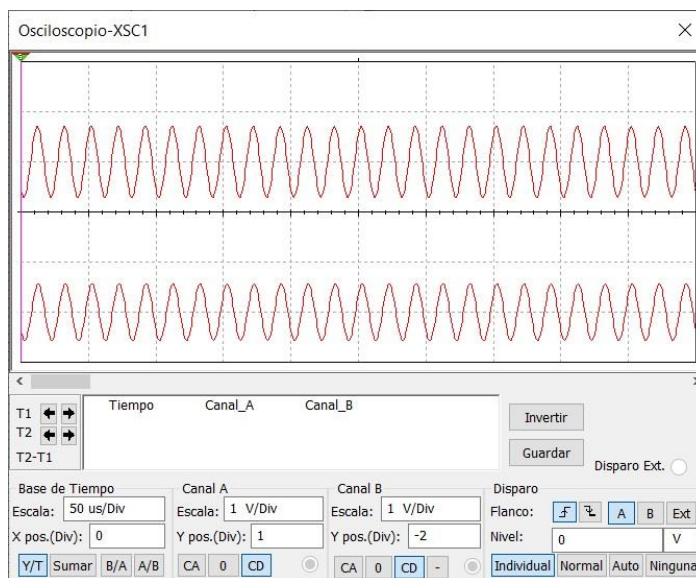 Osciloscopio-XSC1
T1
T2
T2-T1
Tiempo Canal_A Canal_B
Invertir
Guardar
Disparo Ext.
Base de Tiempo
Escala: 50 us/Div
X pos.(Div): 0
Y/T Sumar B/A A/B
Canal A
Escala: 1 V/Div
Y pos.(Div): 1
CA 0 CD
Canal B
Escala: 1 V/Div
Y pos.(Div): -2
CA 0 CD -
Disparo
Flanco: A B Ext
Nivel: 0 V
Individual Normal Auto Ninguno